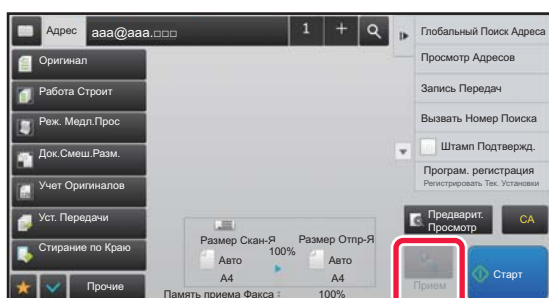 Адрес aaa@aaa.□□□ 1 +
Глобальный Поиск Адреса
Оригинал
Просмотр Адресов
Работа Строит
Запись Передач
Реж. Медл.Прос
Вызвать Номер Поиска
Док.Смеш.Разм.
Штамп Подтвержд.
Учет Оригиналов
Програм. регистрация
Регистрировать Тек. Установки
Уст. Передачи
Предварит.
Просмотр
CA
Стирание по Краю
Размер Скан-Я 100% Размер Отпр-Я
Авто Авто
A4 A4
Прочие
Память приема Факса : 100%
Прием
Старт